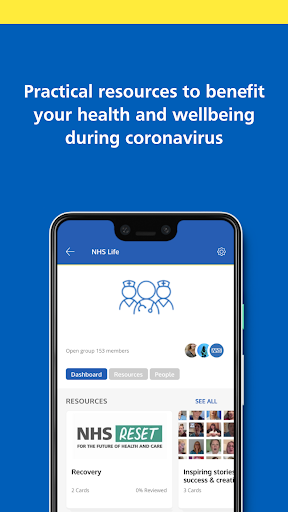 Practical resources to benefit
your health and wellbeing
during coronavirus
NHS Life
Open group 153 members
NHS
Dashboard
Resources
People
RESOURCES
SEE ALL
NHS RESET
FOR THE FUTURE OF HEALTH AND CARE
Recovery
2 Cards
0% Reviewed
Inspiring stories
success & creati
3 Cards